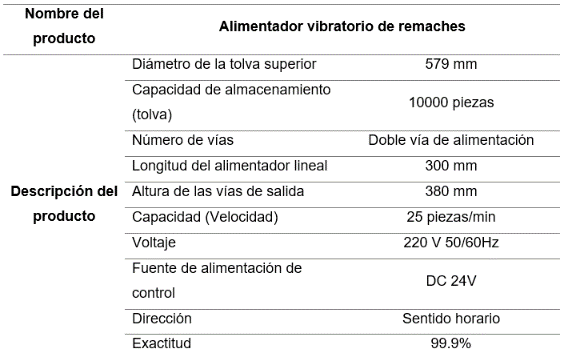 Nombre del
producto
Alimentador vibratorio de remaches
Descripción del
producto
Diámetro de la tolva superior 579 mm
Capacidad de almacenamiento
(tolva)
10000 piezas
Número de vías Doble vía de alimentación
Longitud del alimentador lineal 300 mm
Altura de las vías de salida 380 mm
Capacidad (Velocidad) 25 piezas/min
Voltaje 220 V 50/60Hz
Fuente de alimentación de
control
DC 24V
Dirección Sentido horario
Exactitud 99.9%